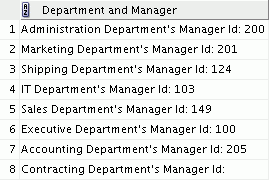 A Z Department and Manager
1 Administration Department's Manager Id: 200
2 Marketing Department's Manager Id: 201
3 Shipping Department's Manager Id: 124
4 IT Department's Manager Id: 103
5 Sales Department's Manager Id: 149
6 Executive Department's Manager Id: 100
7 Accounting Department's Manager Id: 205
8 Contracting Department's Manager Id: